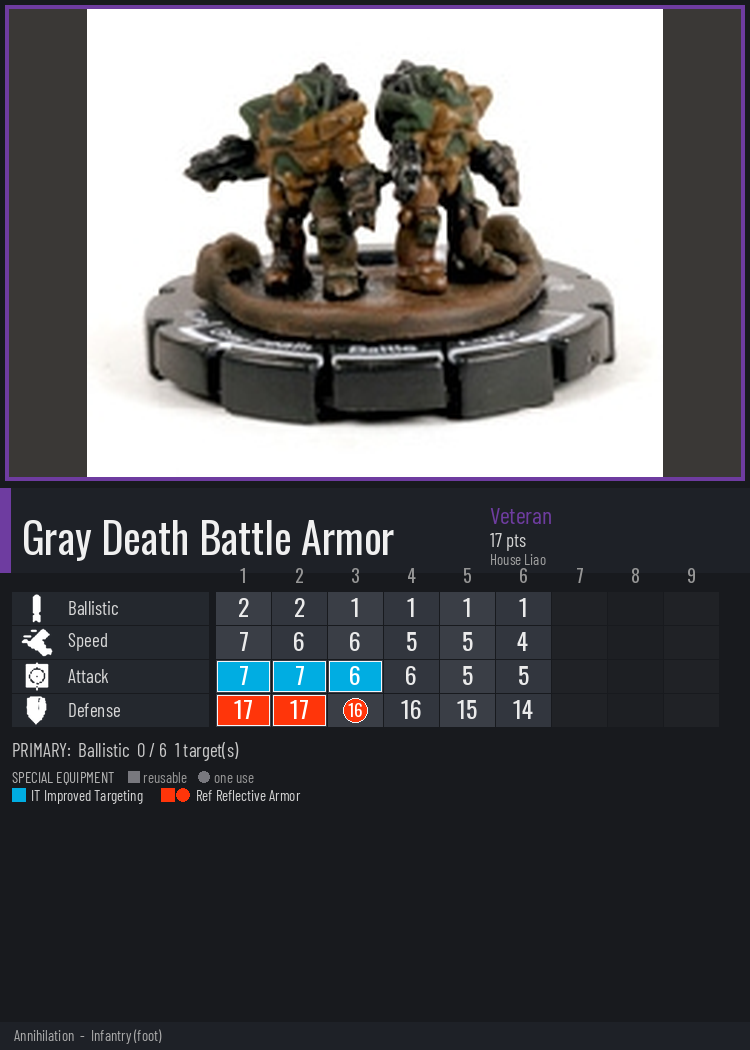 Gray Death Battle Armor
Veteran
17 pts
House Liao
1 2 3 4 5 6 7 8 9
Ballistic 2 2 1 1 1 1
Speed 7 6 6 5 5 4
Attack 7 7 6 6 5 5
Defense 17 17 16 16 15 14
PRIMARY: Ballistic 0 / 6 1 target(s)
SPECIAL EQUIPMENT reusable one use
IT Improved Targeting Ref Reflective Armor
Annihilation - Infantry (foot)